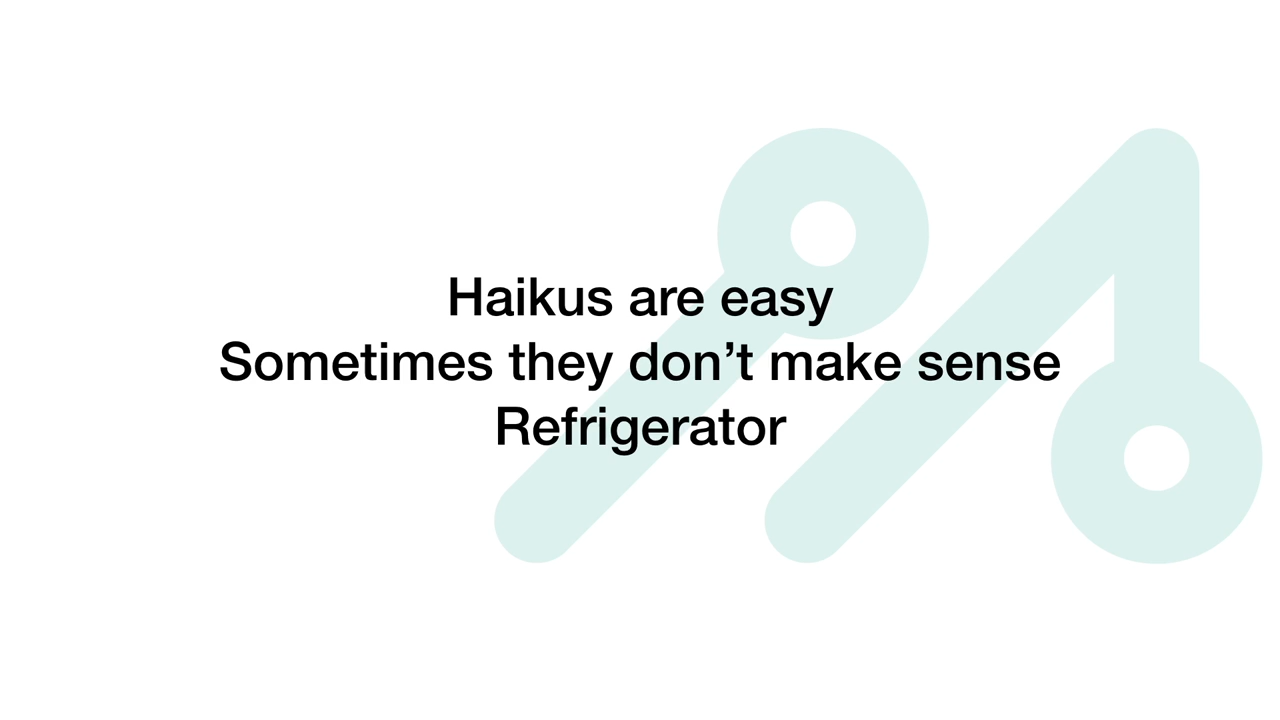 Haikus are easy
Sometimes they don’t make sense
Refrigerator